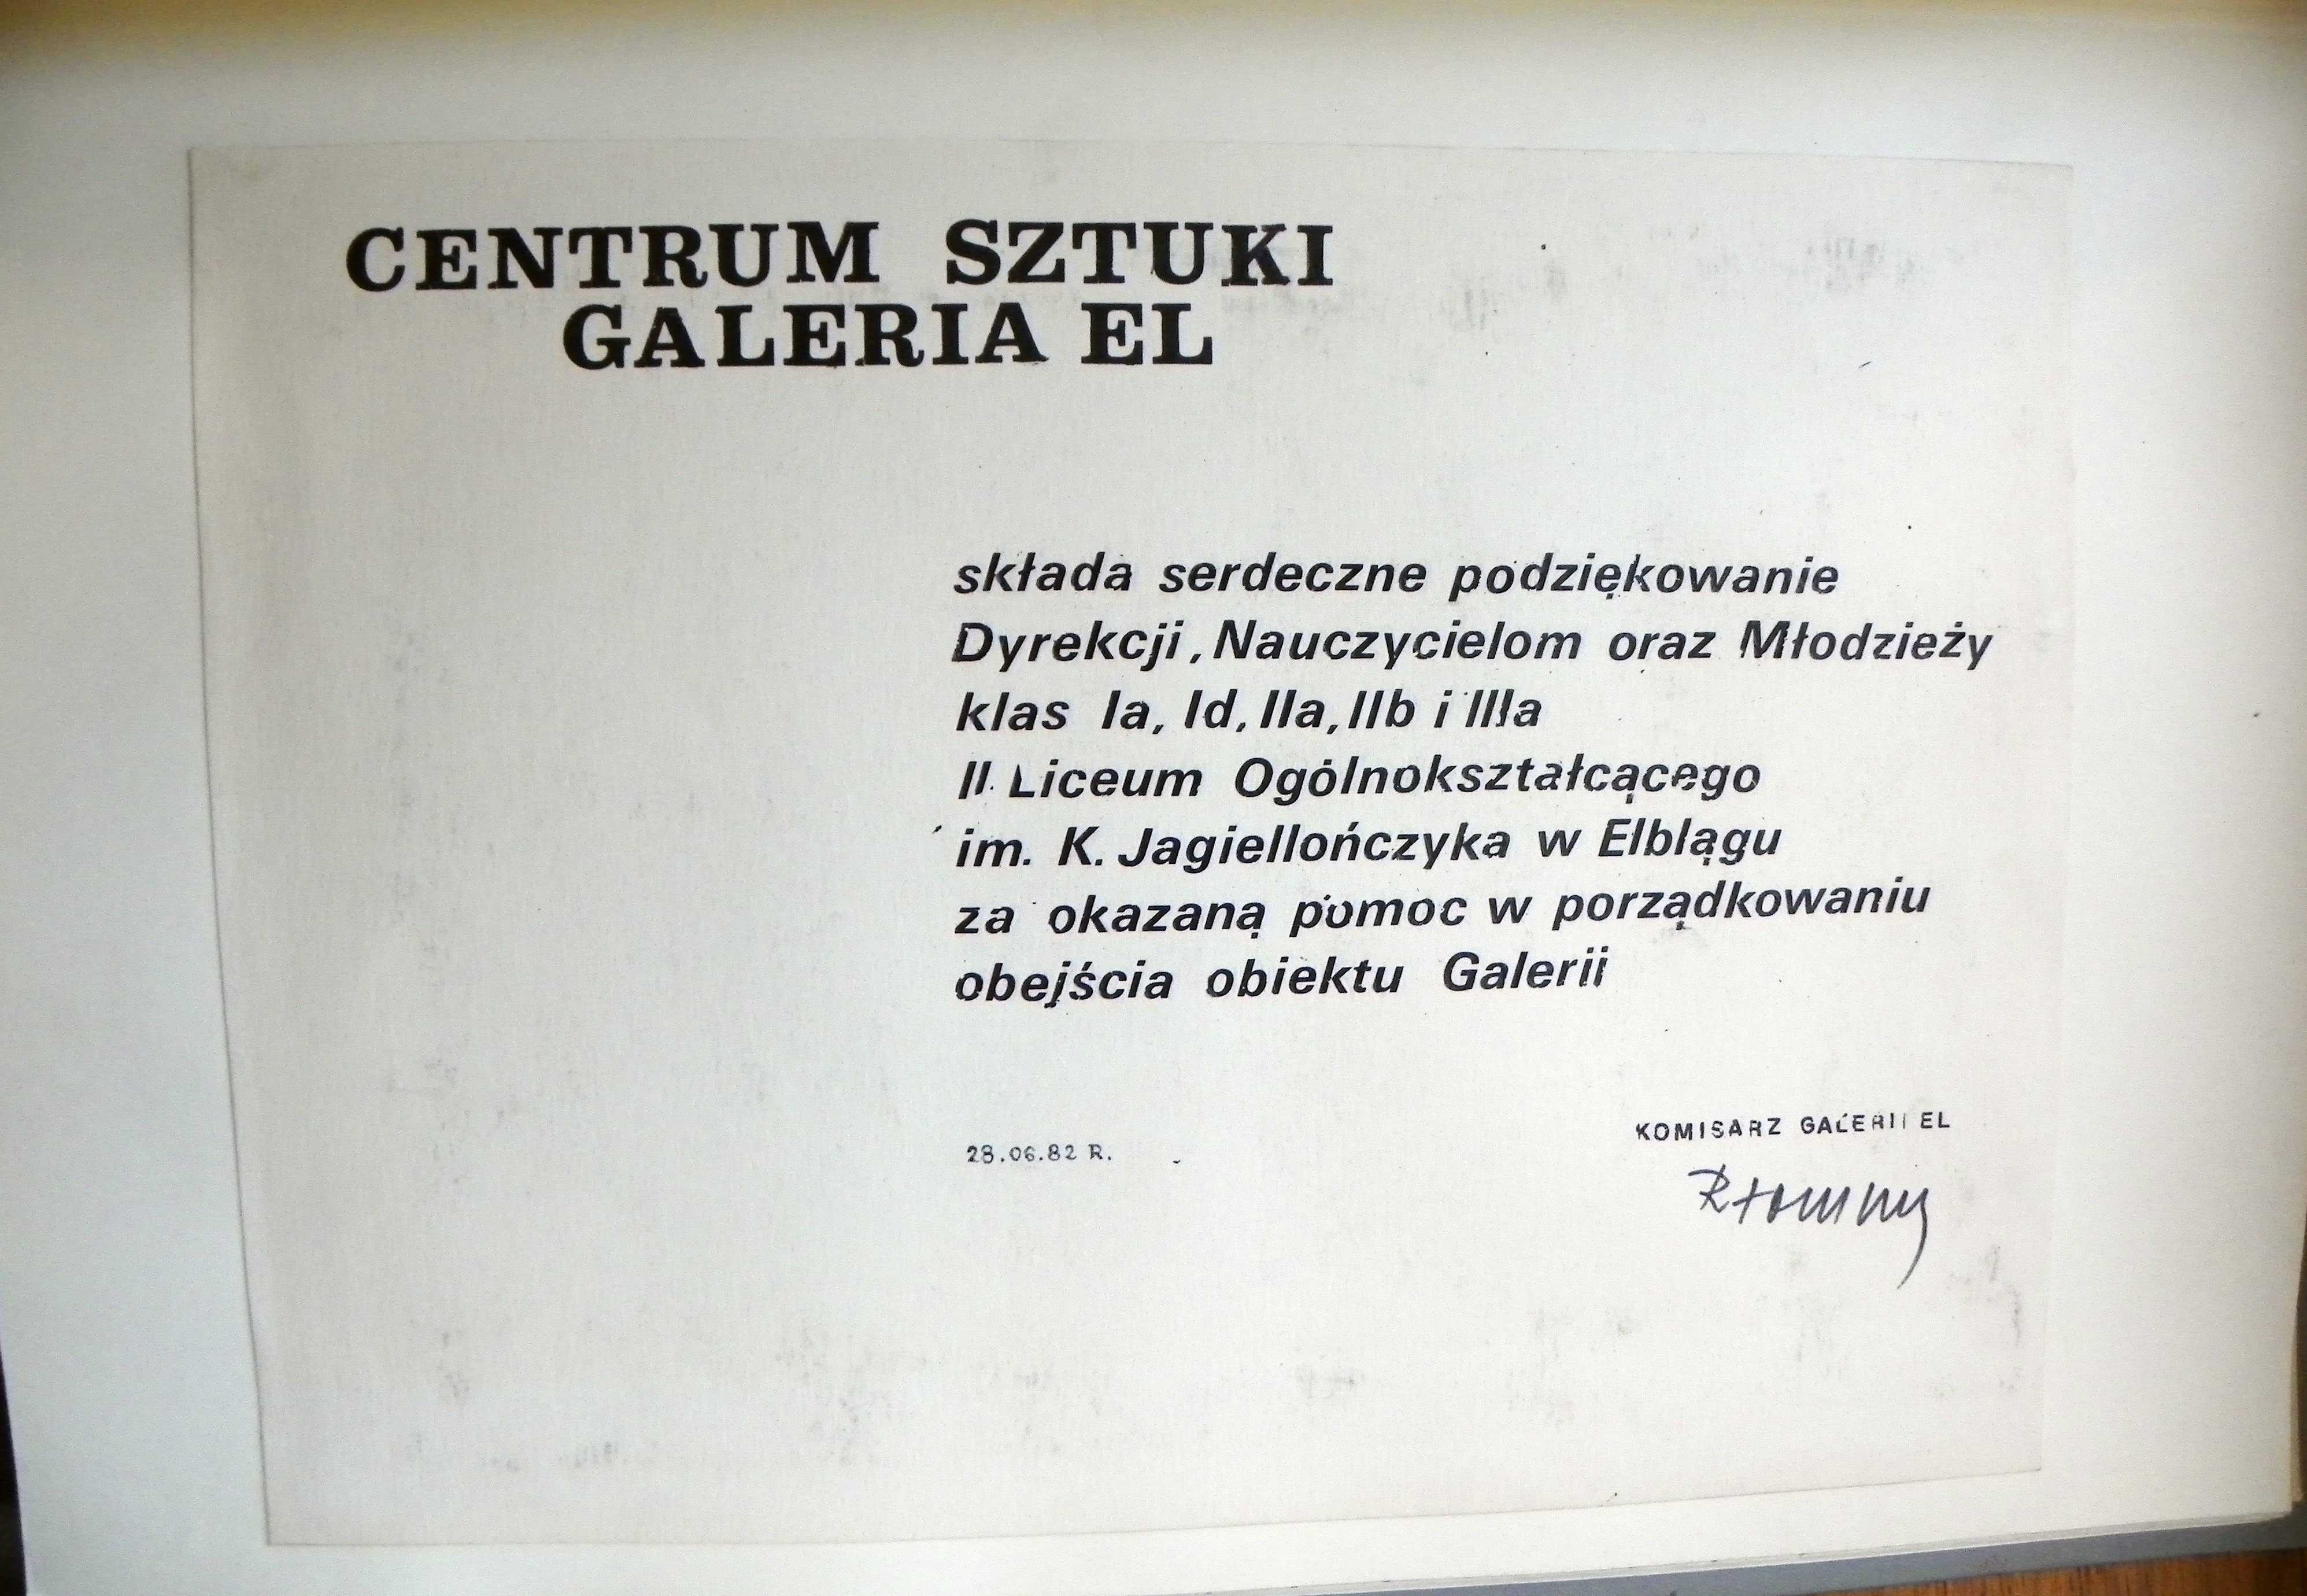 CENTRUM SZTUKI
GALERIA EL
składa serdeczne podziękowanie
Dyrekcji, Nauczycielom oraz Młodzieży
klas Ia, Id, IIa, IIb i IIIa
II Liceum Ogólnokształcącego
im. K. Jagiellończyka w Elblągu
za okazaną pomoc w porządkowaniu
obejścia obiektu Galerii
28.06.82 R.
KOMISARZ GALERII EL